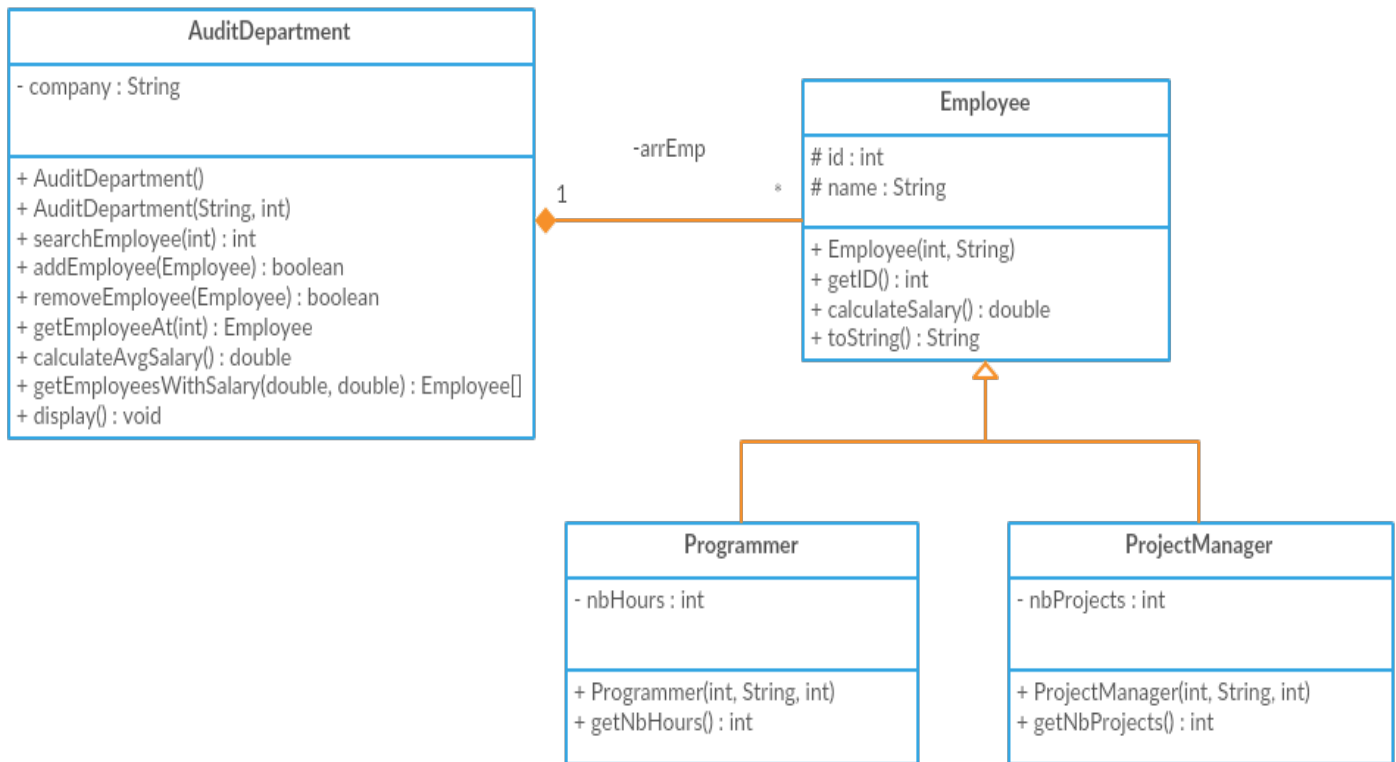 AuditDepartment
- company : String
+ AuditDepartment()
+ AuditDepartment(String, int)
+ searchEmployee(int) : int
+ addEmployee(Employee) : boolean
+ removeEmployee(Employee) : boolean
+ getEmployeeAt(int) : Employee
+ calculateAvgSalary() : double
+ getEmployeesWithSalary(double, double) : Employee[]
+ display() : void
-arrEmp
1
*
Employee
# id : int
# name : String
+ Employee(int, String)
+ getID() : int
+ calculateSalary() : double
+ toString() : String
Programmer
- nbHours : int
+ Programmer(int, String, int)
+ getNbHours() : int
ProjectManager
- nbProjects : int
+ ProjectManager(int, String, int)
+ getNbProjects() : int